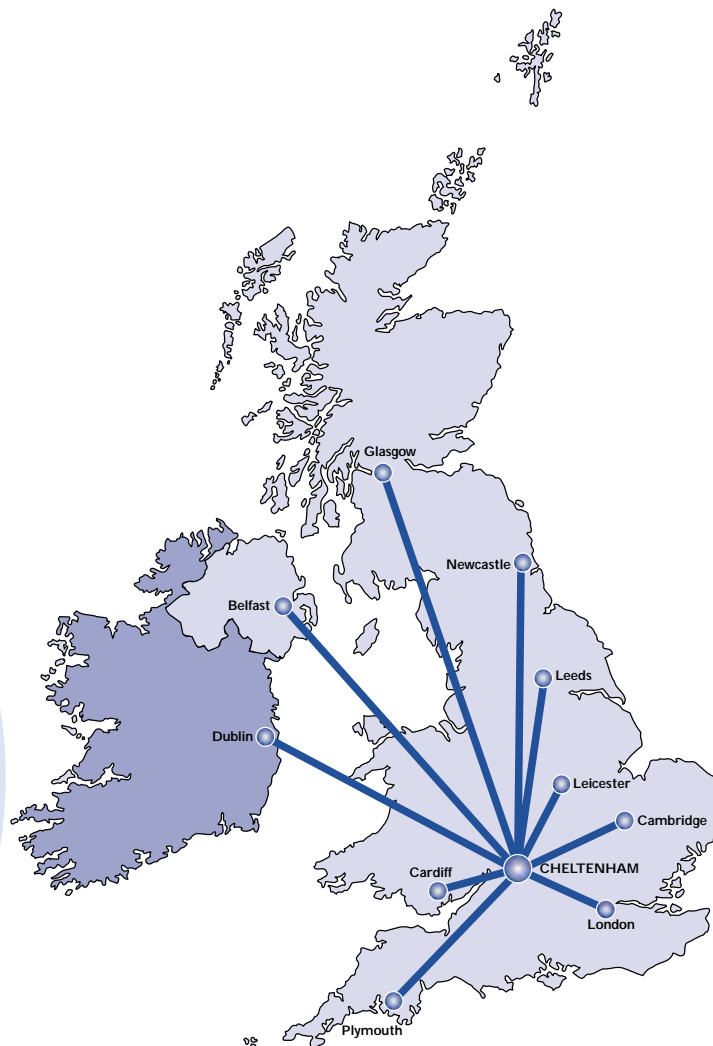 Glasgow
Newcastle
Belfast
Leeds
Dublin
Leicester
Cambridge
CHELTENHAM
Cardiff
London
Plymouth